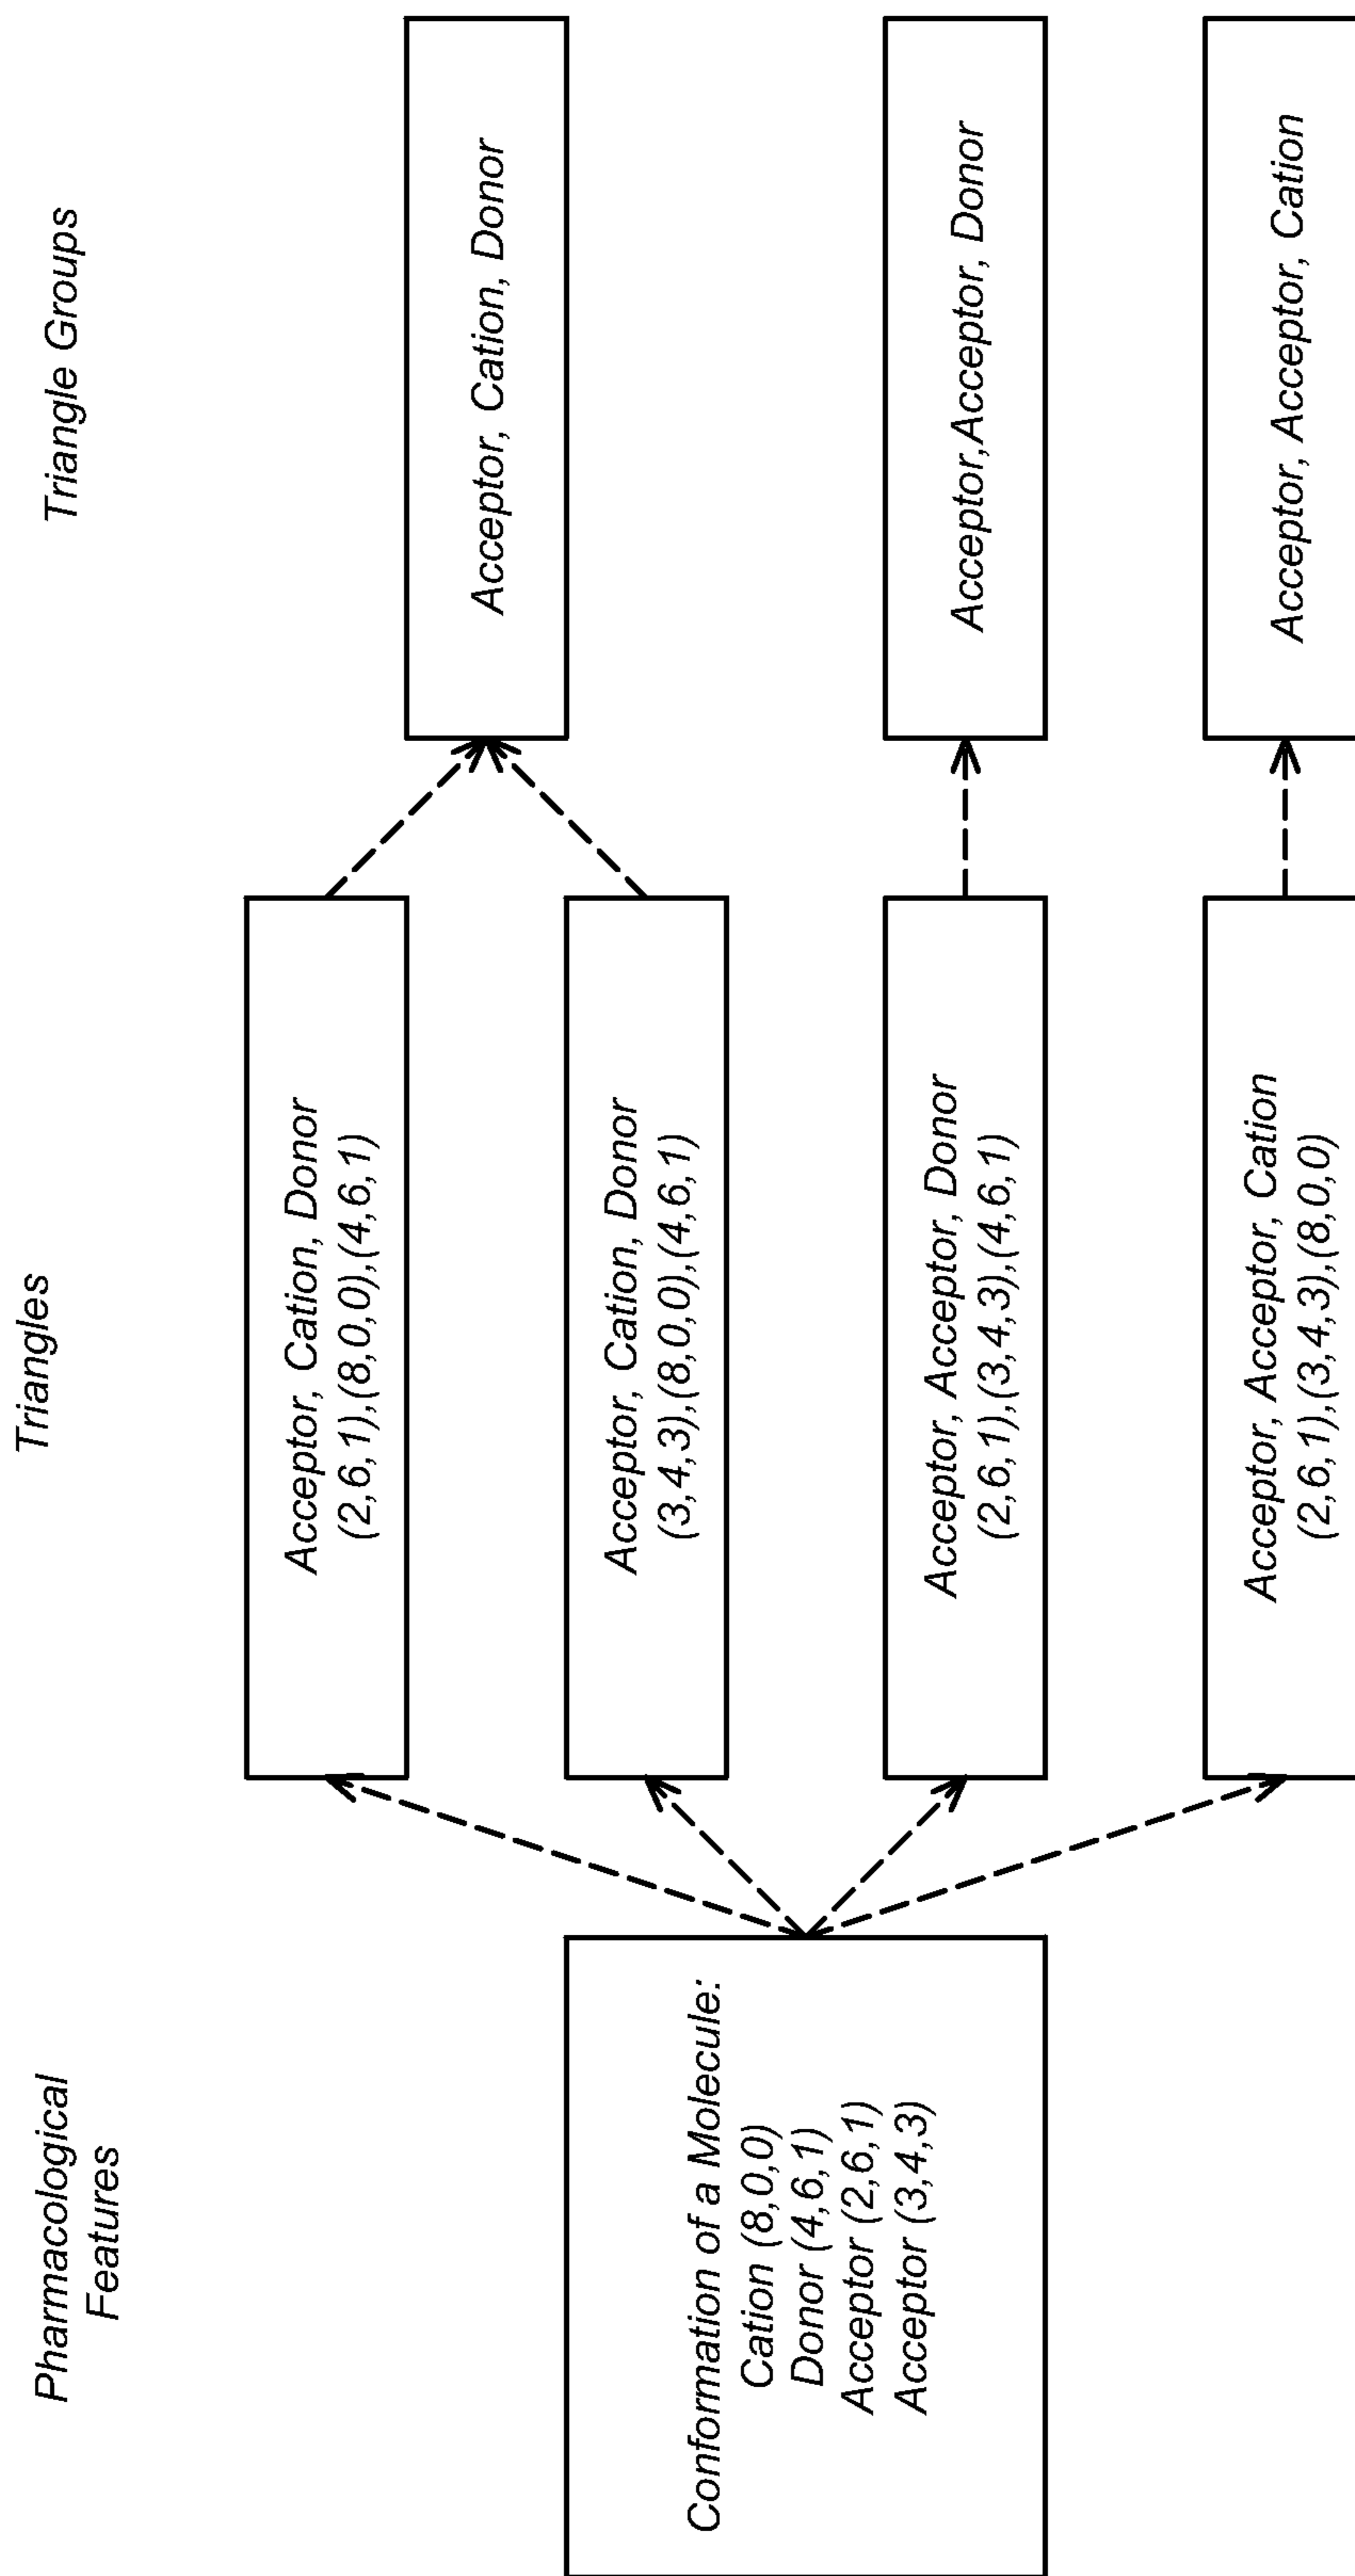 Pharmacological
Features
Triangles
Triangle Groups
Conformation of a Molecule:
Cation (8,0,0)
Donor (4,6,1)
Acceptor (2,6,1)
Acceptor (3,4,3)
Acceptor, Cation, Donor
(2,6,1),(8,0,0),(4,6,1)
Acceptor, Cation, Donor
(3,4,3),(8,0,0),(4,6,1)
Acceptor, Acceptor, Donor
(2,6,1),(3,4,3),(4,6,1)
Acceptor, Acceptor, Cation
(2,6,1),(3,4,3),(8,0,0)
Acceptor, Cation, Donor
Acceptor,Acceptor, Donor
Acceptor, Acceptor, Cation